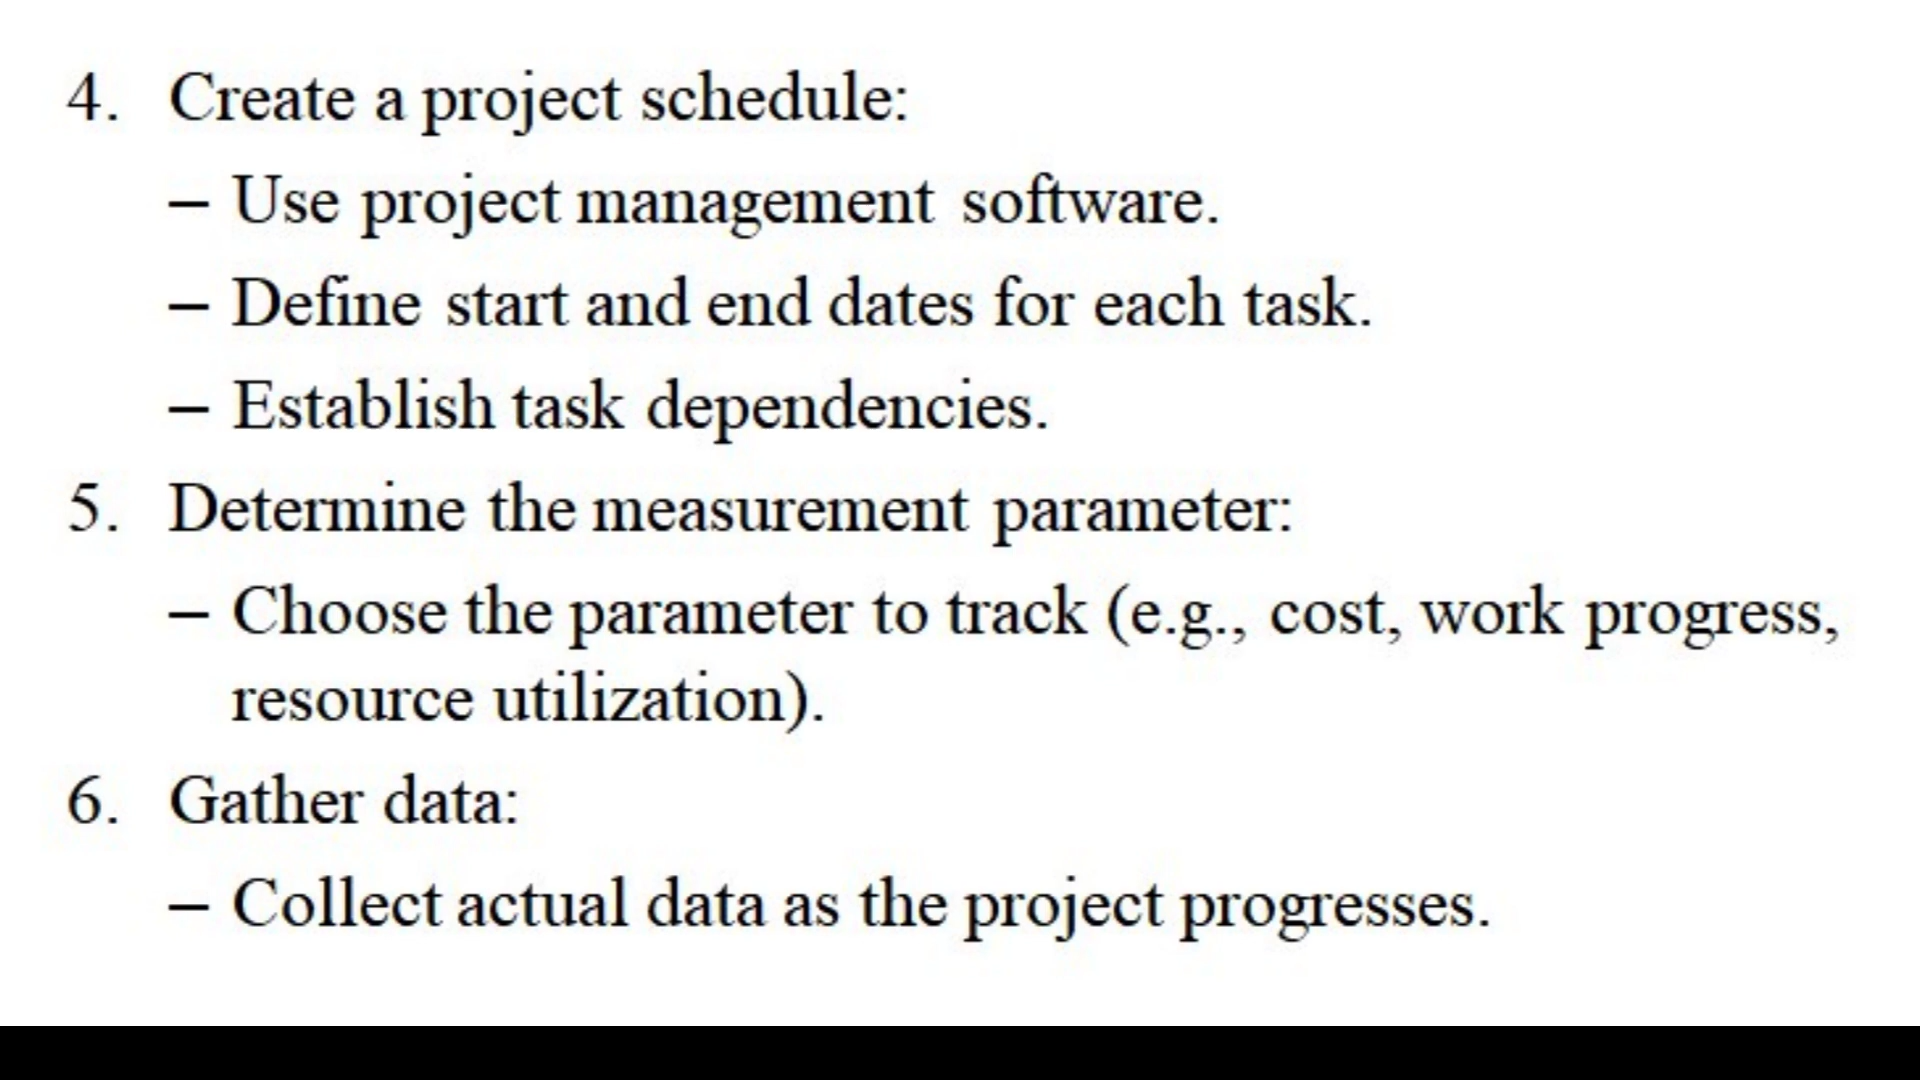 4. Create a project schedule:
– Use project management software.
– Define start and end dates for each task.
– Establish task dependencies.
5. Determine the measurement parameter:
– Choose the parameter to track (e.g., cost, work progress,
resource utilization).
6. Gather data:
– Collect actual data as the project progresses.